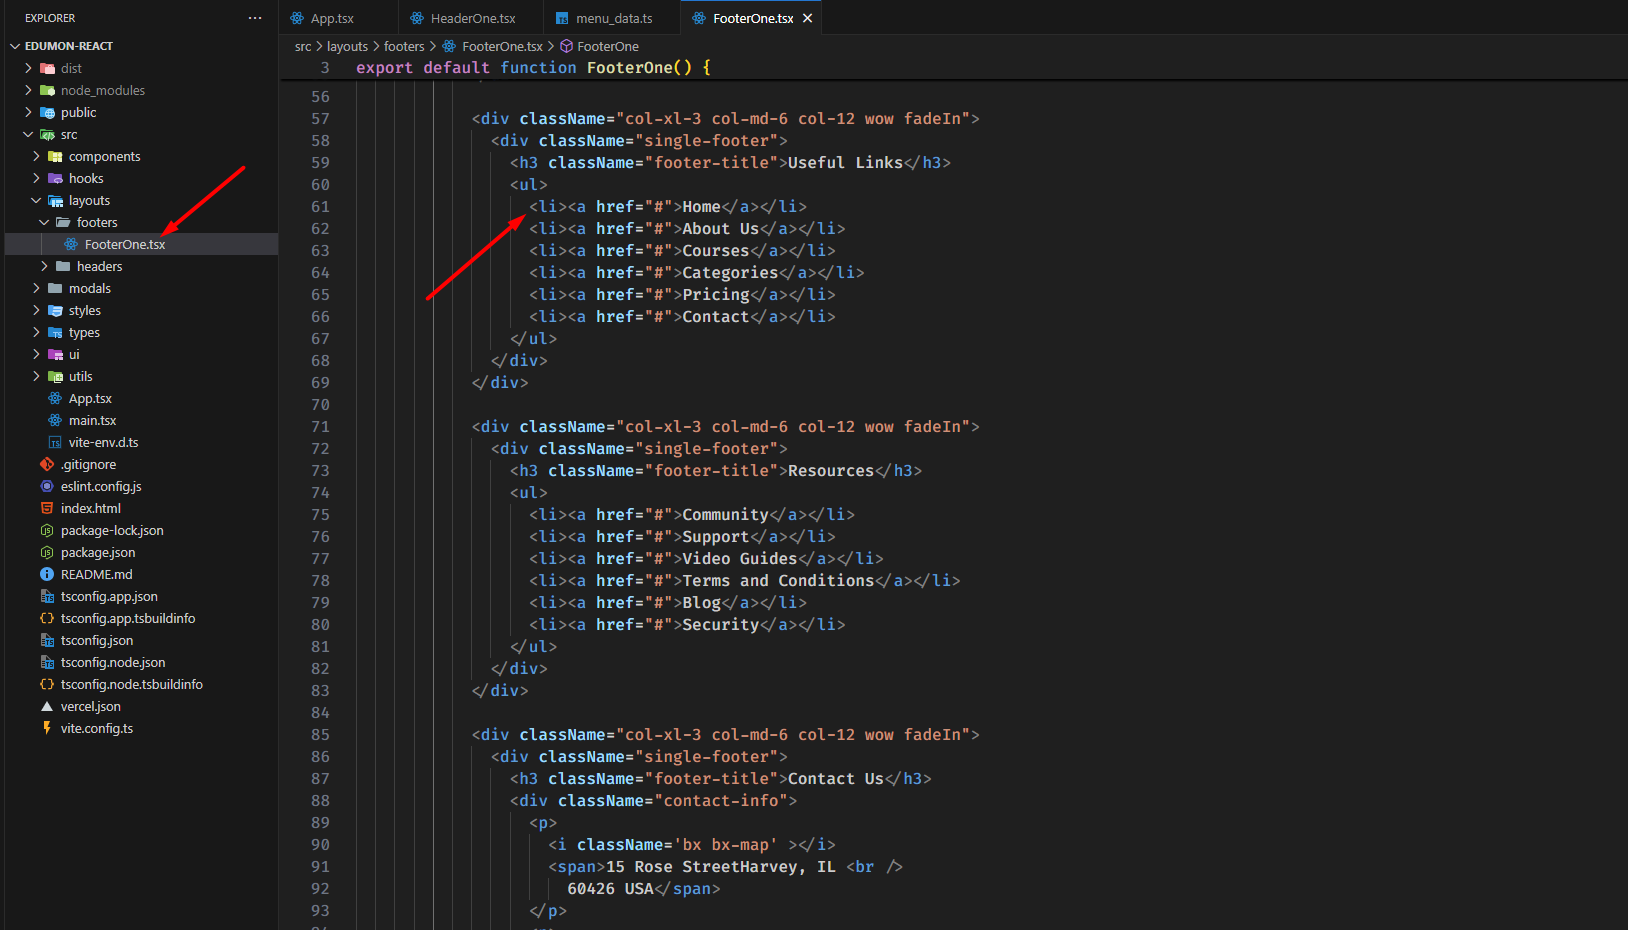 EXPLORER
EDUMON-REACT
dist
node_modules
public
src
components
hooks
layouts
footers
FooterOne.tsx
headers
modals
styles
types
ui
utils
App.tsx
main.tsx
vite-env.d.ts
.gitignore
eslint.config.js
index.html
package-lock.json
package.json
README.md
tsconfig.app.json
tsconfig.app.tsbuildinfo
tsconfig.json
tsconfig.node.json
tsconfig.node.tsbuildinfo
vercel.json
vite.config.ts
App.tsx HeaderOne.tsx menu_data.ts FooterOne.tsx
src > layouts > footers > FooterOne.tsx > FooterOne
3 export default function FooterOne() {
56
57 <div className="col-xl-3 col-md-6 col-12 wow fadeIn">
58 <div className="single-footer">
59 <h3 className="footer-title">Useful Links</h3>
60 <ul>
61 <li><a href="#">Home</a></li>
62 <li><a href="#">About Us</a></li>
63 <li><a href="#">Courses</a></li>
64 <li><a href="#">Categories</a></li>
65 <li><a href="#">Pricing</a></li>
66 <li><a href="#">Contact</a></li>
67 </ul>
68 </div>
69 </div>
70
71 <div className="col-xl-3 col-md-6 col-12 wow fadeIn">
72 <div className="single-footer">
73 <h3 className="footer-title">Resources</h3>
74 <ul>
75 <li><a href="#">Community</a></li>
76 <li><a href="#">Support</a></li>
77 <li><a href="#">Video Guides</a></li>
78 <li><a href="#">Terms and Conditions</a></li>
79 <li><a href="#">Blog</a></li>
80 <li><a href="#">Security</a></li>
81 </ul>
82 </div>
83 </div>
84
85 <div className="col-xl-3 col-md-6 col-12 wow fadeIn">
86 <div className="single-footer">
87 <h3 className="footer-title">Contact Us</h3>
88 <div className="contact-info">
89 <p>
90 <i className='bx bx-map' ></i>
91 <span>15 Rose StreetHarvey, IL <br />
92 60426 USA</span>
93 </p>